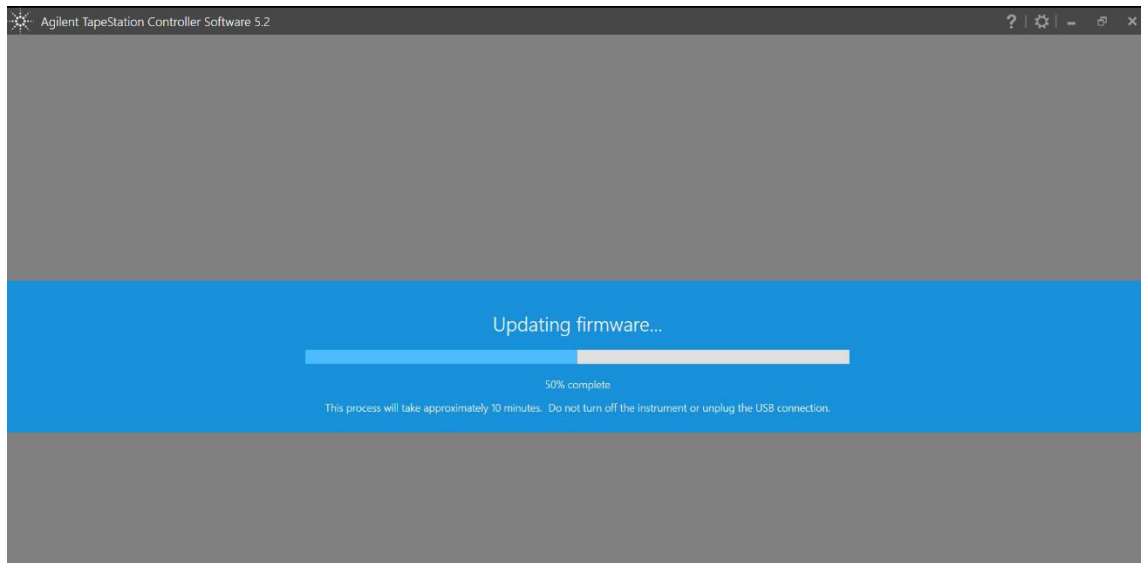 Agilent TapeStation Controller Software 5.2
?
Updating firmware...
50% complete
This process will take approximately 10 minutes. Do not turn off the instrument or unplug the USB connection.